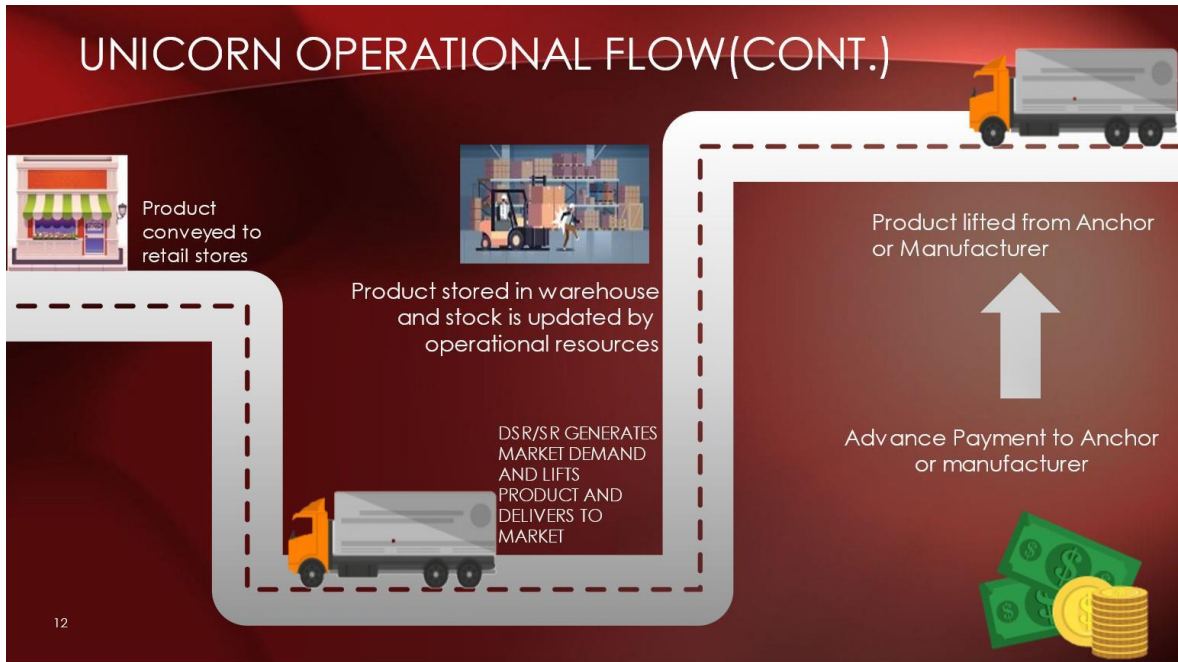 UNICORN OPERATIONAL FLOW(CONT.)
Product
conveyed to
retail stores
Product stored in warehouse
and stock is updated by
operational resources
Product lifted from Anchor
or Manufacturer
DSR/SR GENERATES
MARKET DEMAND
AND LIFTS
PRODUCT AND
DELIVERS TO
MARKET
Advance Payment to Anchor
or manufacturer
12